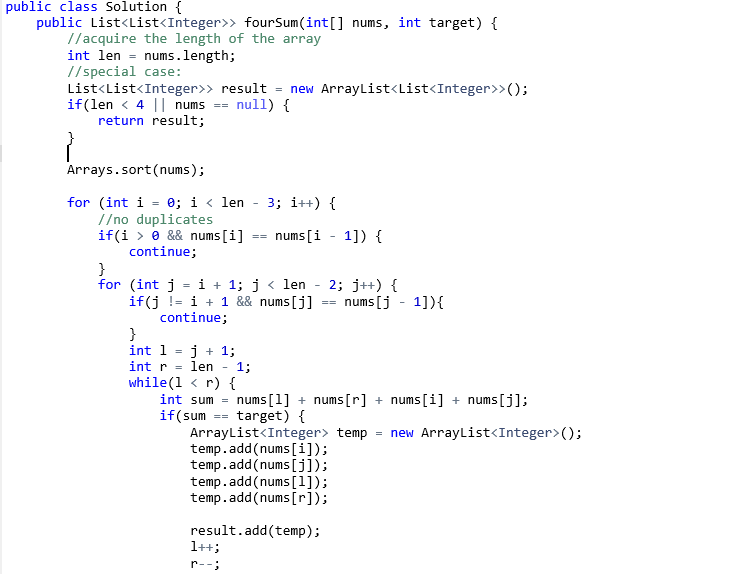 public class Solution {
    public List<List<Integer>> fourSum(int[] nums, int target) {
        //acquire the length of the array
        int len = nums.length;
        //special case:
        List<List<Integer>> result = new ArrayList<List<Integer>>();
        if(len < 4 || nums == null) {
            return result;
        }
        Arrays.sort(nums);
        for (int i = 0; i < len - 3; i++) {
            //no duplicates
            if(i > 0 && nums[i] == nums[i - 1]) {
                continue;
            }
            for (int j = i + 1; j < len - 2; j++) {
                if(j != i + 1 && nums[j] == nums[j - 1]){
                    continue;
                }
                int l = j + 1;
                int r = len - 1;
                while(l < r) {
                    int sum = nums[l] + nums[r] + nums[i] + nums[j];
                    if(sum == target) {
                        ArrayList<Integer> temp = new ArrayList<Integer>();
                        temp.add(nums[i]);
                        temp.add(nums[j]);
                        temp.add(nums[l]);
                        temp.add(nums[r]);
                        result.add(temp);
                        l++;
                        r--;